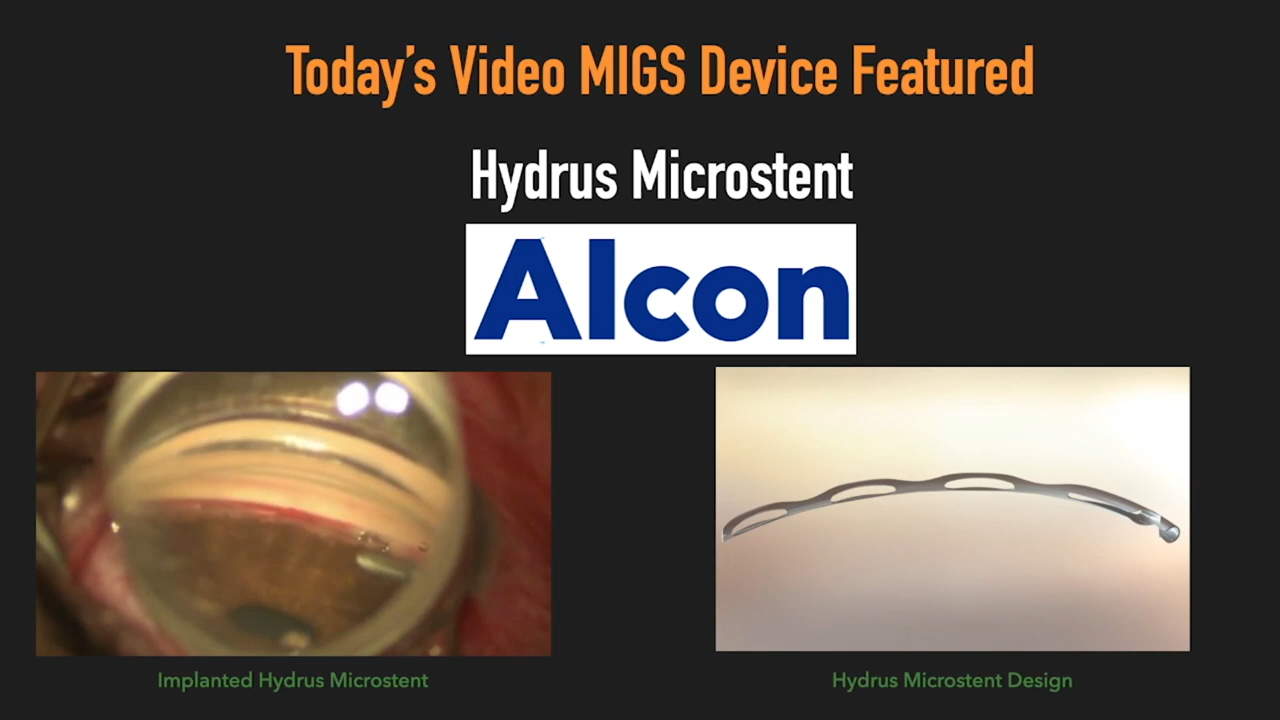 Today's Video MIGS Device Featured
Hydrus Microstent
Alcon
Implanted Hydrus Microstent
Hydrus Microstent Design